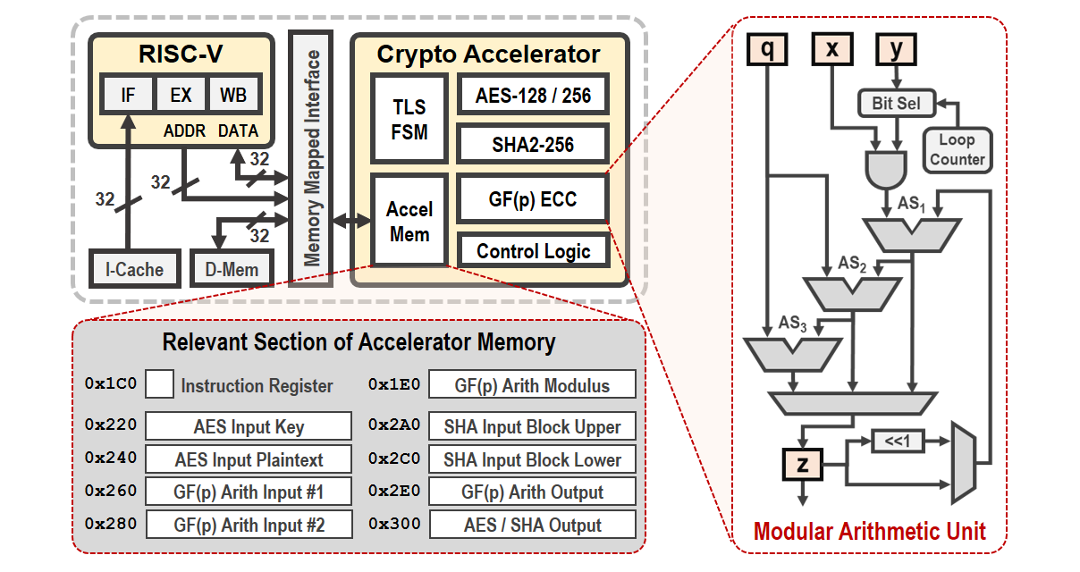 RISC-V
IF EX WB
ADDR DATA
32
32
32
32
I-Cache
D-Mem
Memory Mapped Interface
Crypto Accelerator
TLS
FSM
AES-128 / 256
SHA2-256
Accel
Mem
GF(p) ECC
Control Logic
Relevant Section of Accelerator Memory
0x1C0 Instruction Register 0x1E0 GF(p) Arith Modulus
0x220 AES Input Key 0x2A0 SHA Input Block Upper
0x240 AES Input Plaintext 0x2C0 SHA Input Block Lower
0x260 GF(p) Arith Input #1 0x2E0 GF(p) Arith Output
0x280 GF(p) Arith Input #2 0x300 AES / SHA Output
q x y
Bit Sel
Loop
Counter
AS1
AS2
AS3
<<1
z
Modular Arithmetic Unit